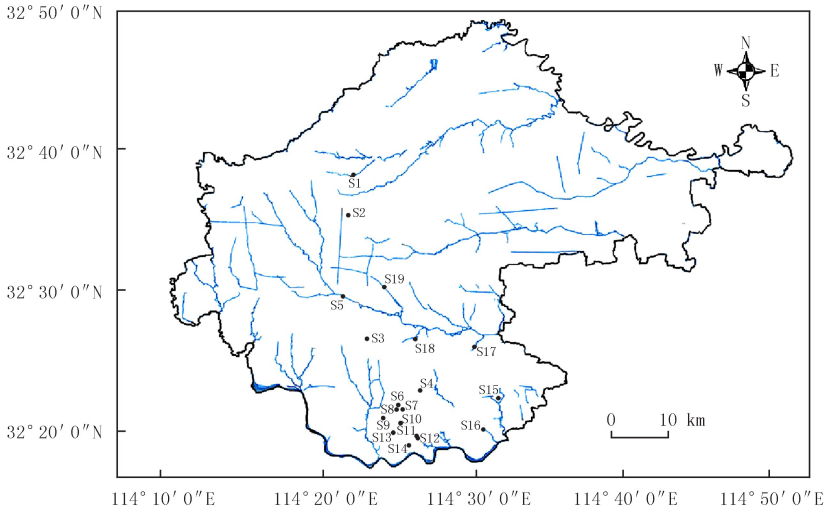 32°50′0″N
N
W E
S
32°40′0″N
S1
S2
S19
32°30′0″N
S5
S3
S18
S17
S4
S15
S6
S8 S7
0 10 km
S9 S10
S16
32°20′0″N
S11
S13 S12
S14
114°10′0″E 114°20′0″E 114°30′0″E 114°40′0″E 114°50′0″E